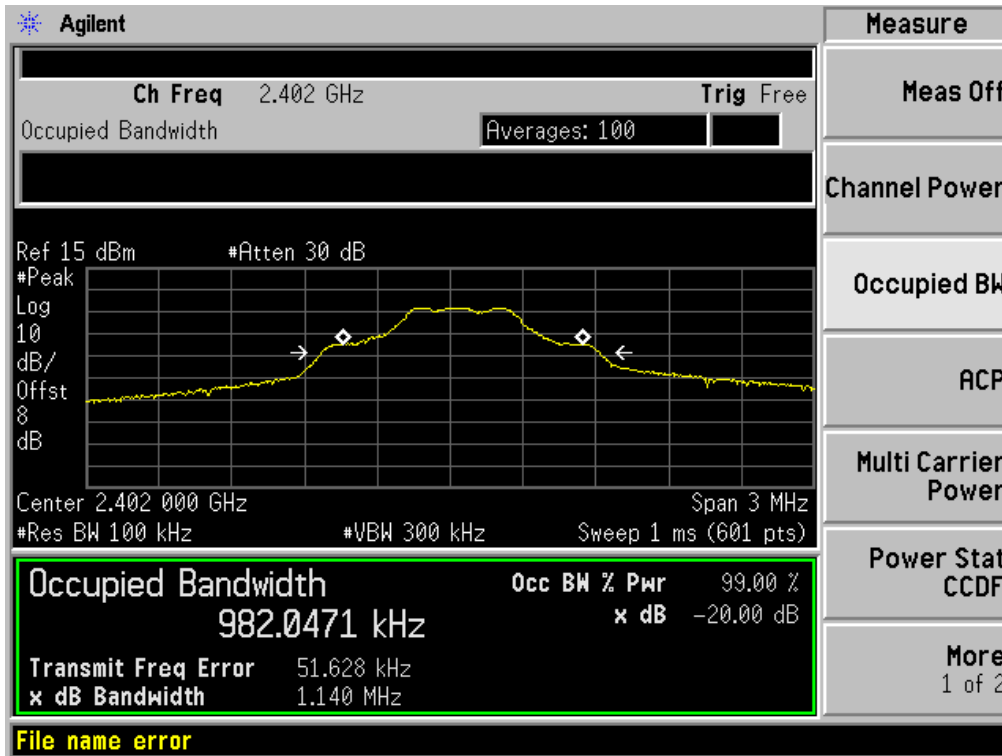 Agilent
Measure
Ch Freq 2.402 GHz Trig Free
Occupied Bandwidth Averages: 100
Ref 15 dBm #Atten 30 dB
#Peak
Log
10
dB/
Offst
8
dB
Center 2.402 000 GHz Span 3 MHz
#Res BW 100 kHz #VBW 300 kHz Sweep 1 ms (601 pts)
Occupied Bandwidth Occ BW % Pwr 99.00 %
982.0471 kHz x dB -20.00 dB
Transmit Freq Error 51.628 kHz
x dB Bandwidth 1.140 MHz
File name error
Meas Off
Channel Power
Occupied BW
ACP
Multi Carrier
Power
Power Stat
CCDF
More
1 of 2